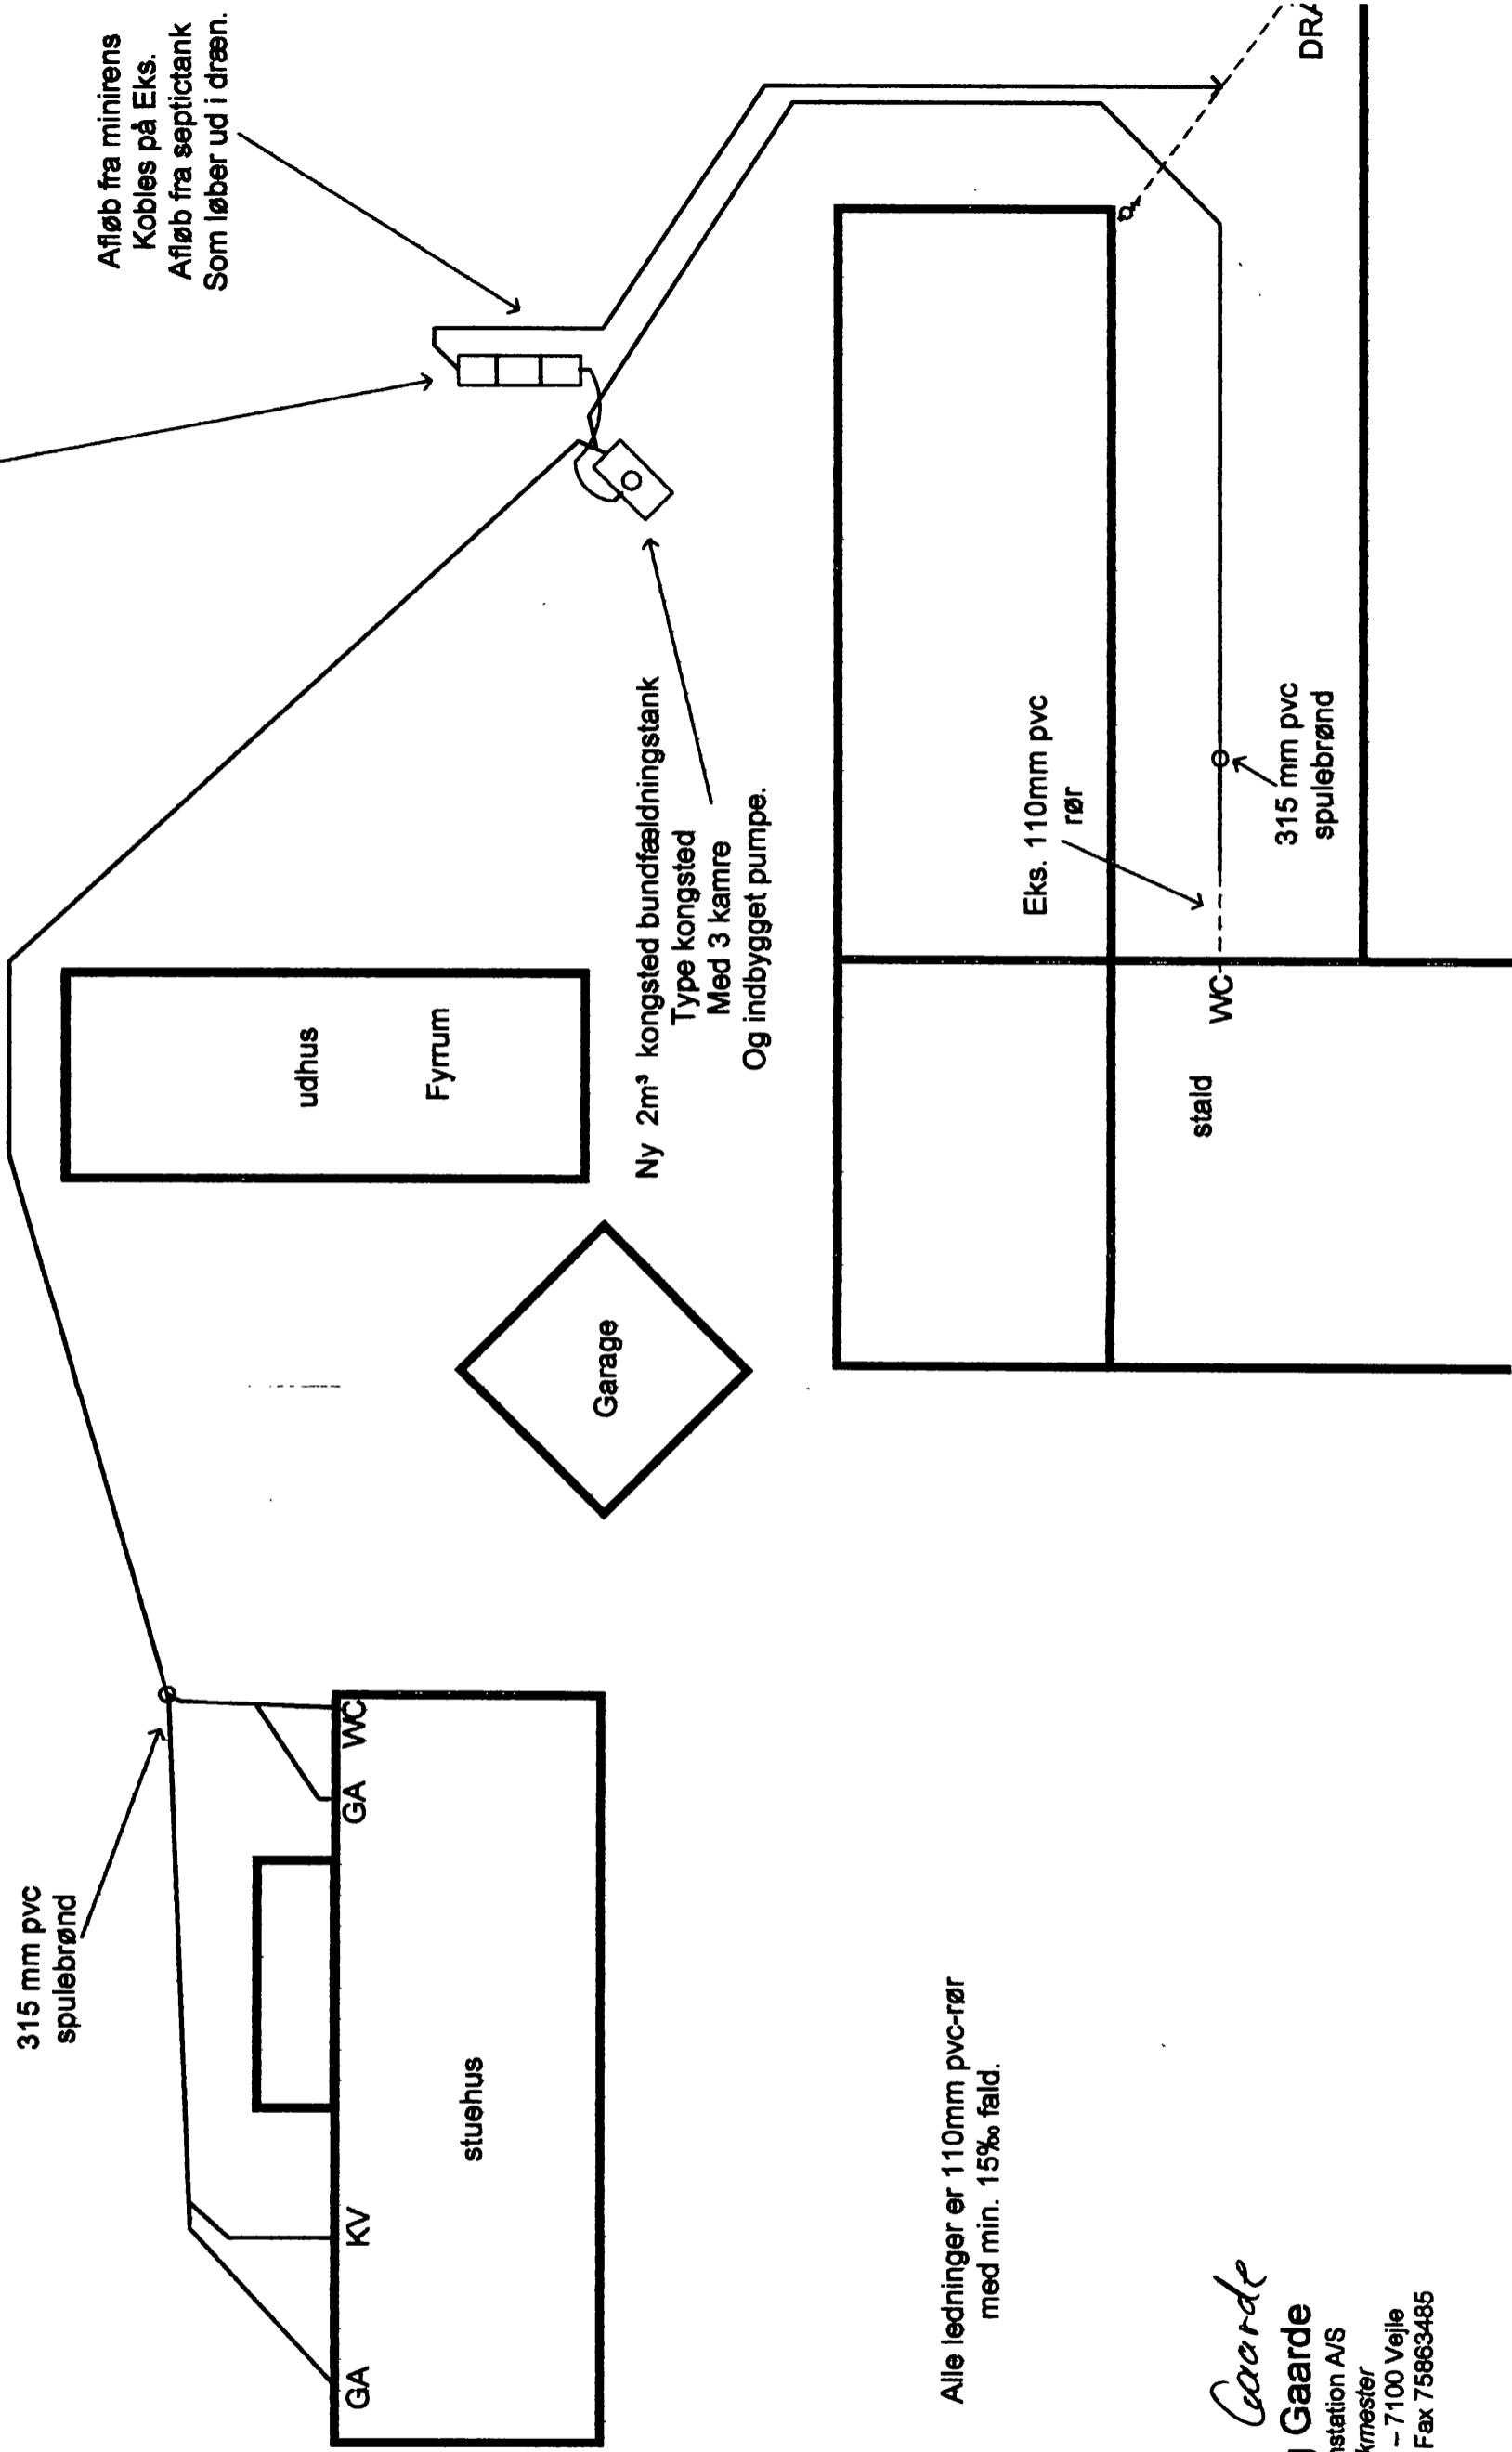 Afløb fra minirens
Kobles på Eks.
Afløb fra septictank
Som løber ud i dræn.
315 mm pvc
spulebrønd
udhus
Fyrrum
Ny 2m³ kongsted bundfældningstank
Type kongsted
Med 3 kamre
Og indbygget pumpe.
Garage
GA
KV
GA
WC
stuehus
Eks. 110mm pvc
rør
WC
stald
315 mm pvc
spulebrønd
Alle ledninger er 110mm pvc-rør
med min. 15‰ fald.
Gaarde
Gaarde
A/S
– 7100 Vejle
Fax 75863485